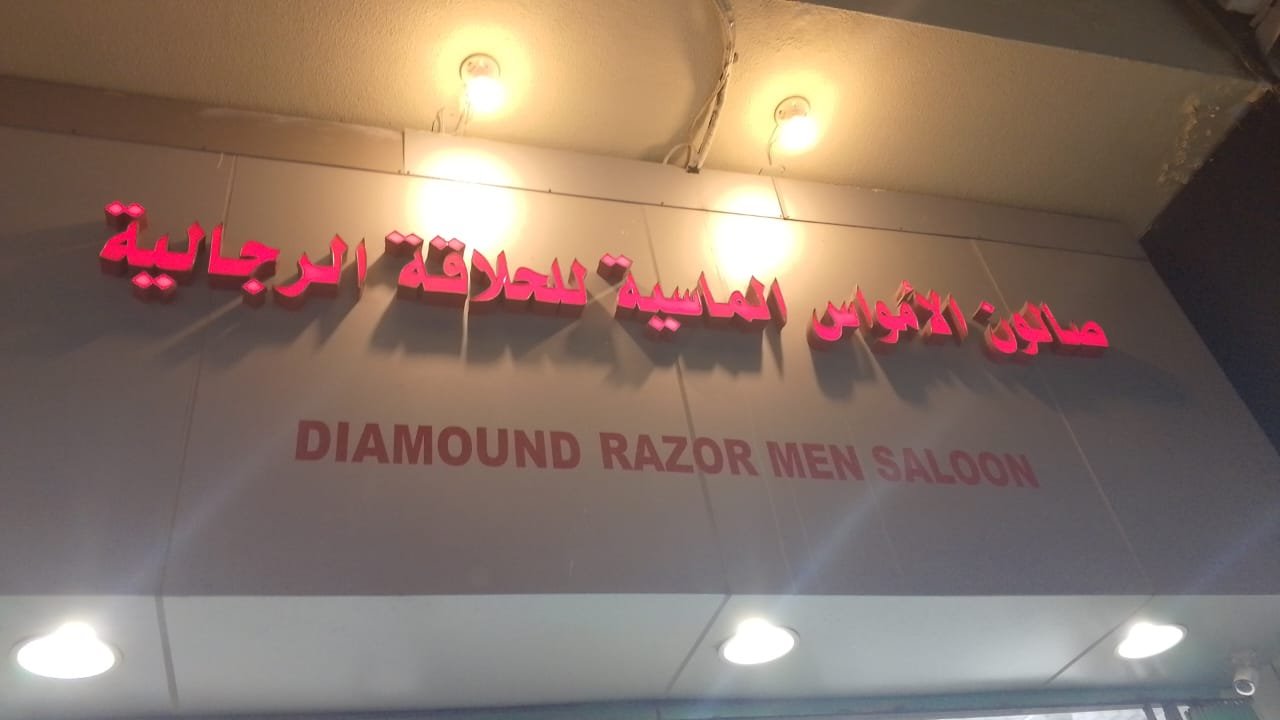 صالون الأمواس الماسية للحلاقة الرجالية
DIAMOUND RAZOR MEN SALOON